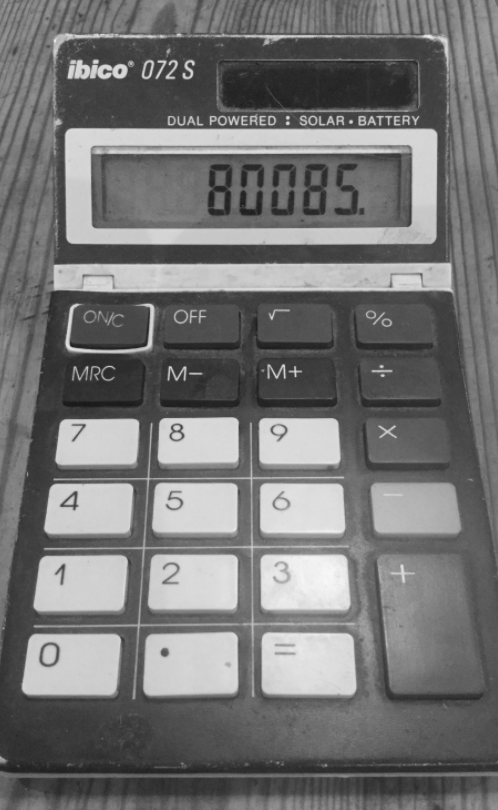 ibico® 072 S
DUAL POWERED : SOLAR • BATTERY
80085.
ON/C OFF √ %
MRC M− M+ ÷
7 8 9 ×
4 5 6 −
1 2 3 +
0 • =